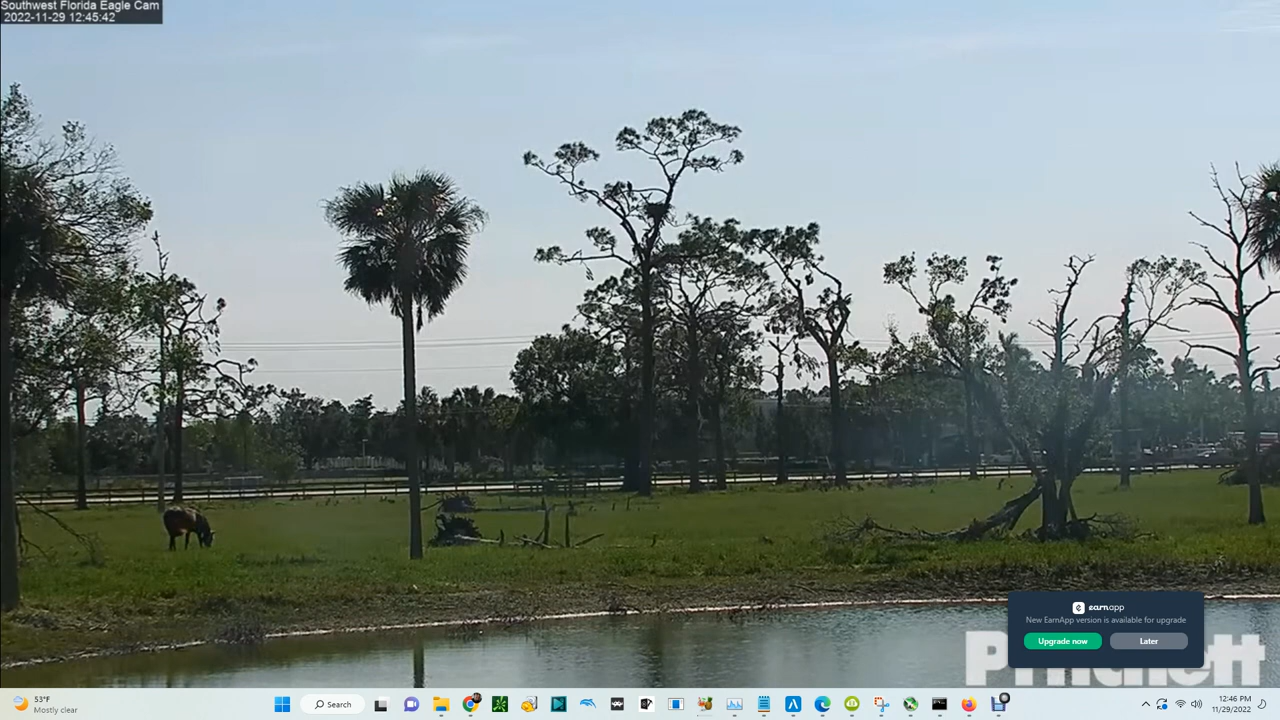 Southwest Florida Eagle Cam
2022-11-29 12:45:42
earnapp
New EarnApp version is available for upgrade
Upgrade now
Later
53°F
Mostly clear
Search
12:46 PM
11/29/2022